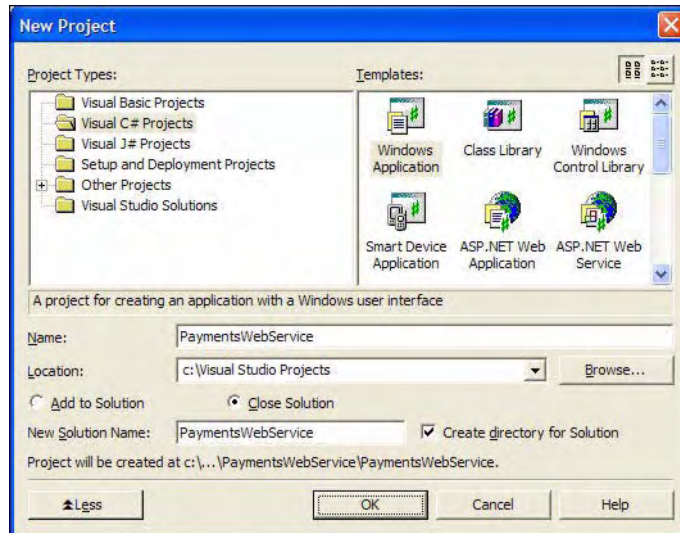 New Project
Project Types:
Templates:
Visual Basic Projects
Visual C# Projects
Visual J# Projects
Setup and Deployment Projects
Other Projects
Visual Studio Solutions
Windows
Application
Class Library
Windows
Control Library
Smart Device
Application
ASP.NET Web
Application
ASP.NET Web
Service
A project for creating an application with a Windows user interface
Name:
PaymentsWebService
Location:
c:\Visual Studio Projects
Browse...
Add to Solution
Close Solution
New Solution Name:
PaymentsWebService
Create directory for Solution
Project will be created at c:\...\PaymentsWebService\PaymentsWebService.
Less
OK
Cancel
Help